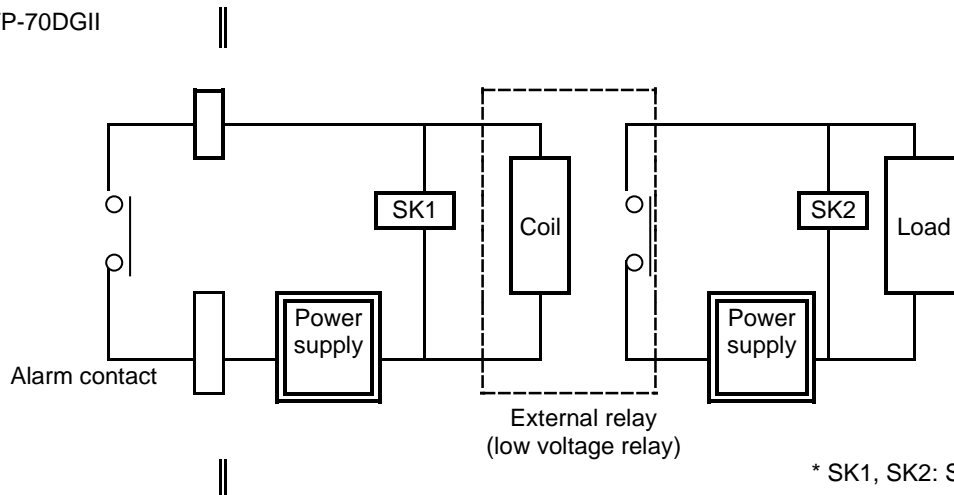 P-70DGII
SK1
Coil
SK2
Load
Power
supply
Power
supply
Alarm contact
External relay
(low voltage relay)
* SK1, SK2: S